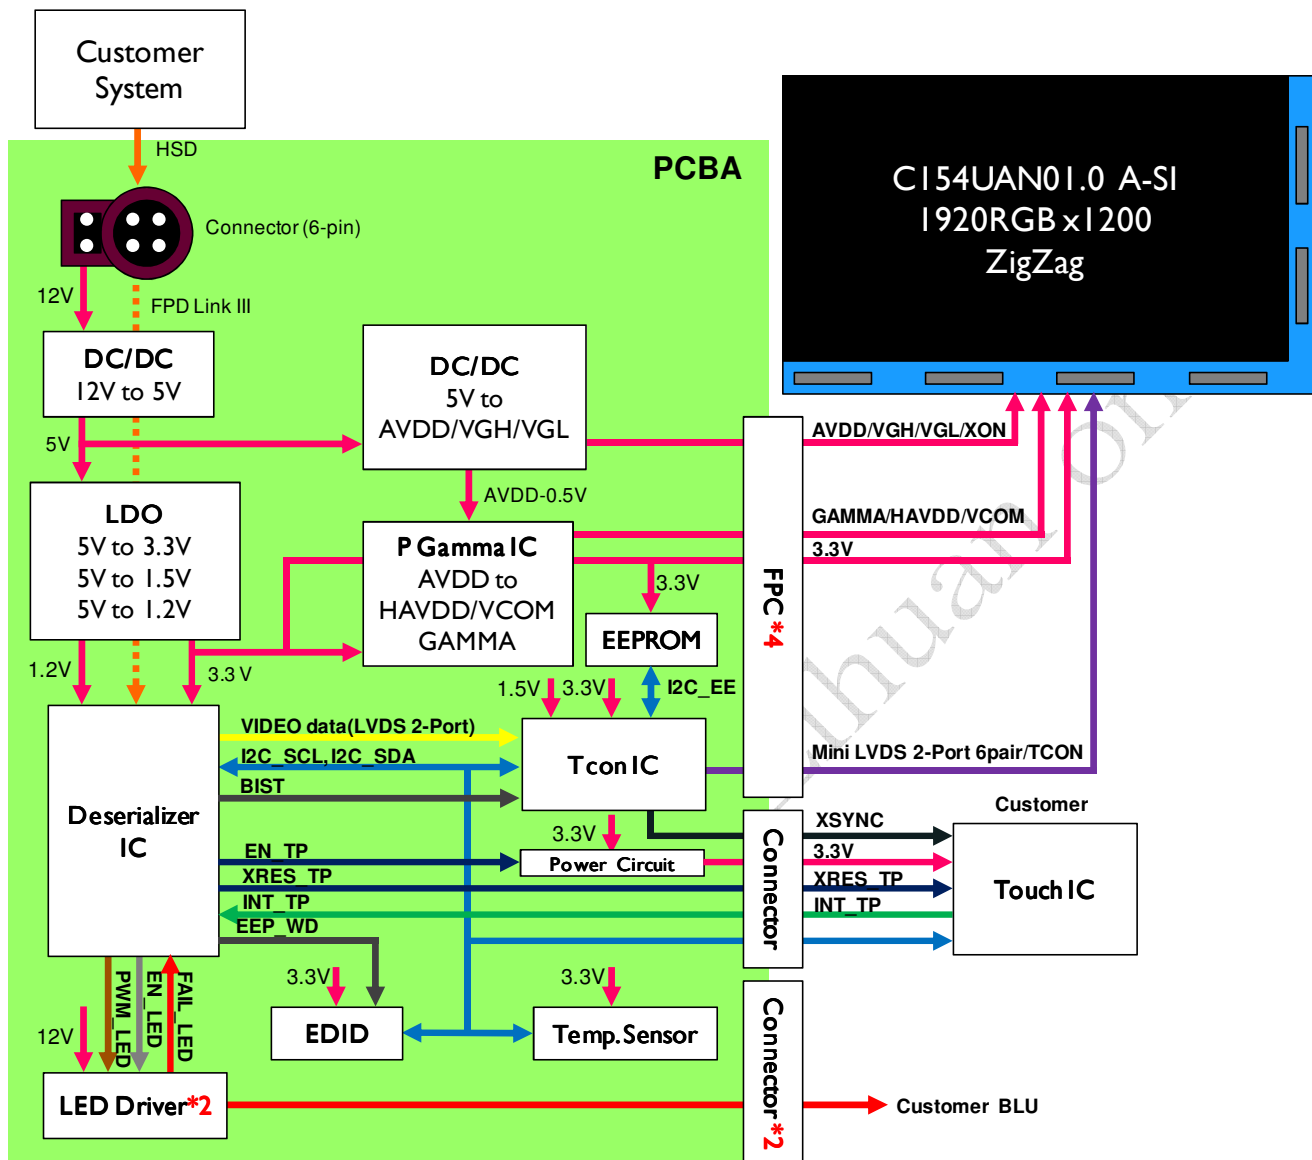 Customer
System
HSD
PCBA
Connector (6-pin)
12V
FPD Link III
C154UAN01.0 A-SI
1920RGB x1200
ZigZag
DC/DC
12V to 5V
DC/DC
5V to
AVDD/VGH/VGL
5V
AVDD/VGH/VGL/XON
AVDD-0.5V
LDO
5V to 3.3V
5V to 1.5V
5V to 1.2V
P Gamma IC
AVDD to
HAVDD/VCOM
GAMMA
GAMMA/HAVDD/VCOM
3.3V
3.3V
EEPROM
FPC*4
1.2V
3.3 V
1.5V
3.3V
I2C_EE
VIDEO data(LVDS 2-Port)
I2C_SCL, I2C_SDA
BIST
Tcon IC
Mini LVDS 2-Port 6pair/TCON
Deserializer
IC
Customer
XSYNC
3.3V
3.3V
EN_TP
Power Circuit
XRES_TP
XRES_TP
INT_TP
INT_TP
EEP_WD
Connector
Touch IC
PWM_LED
EN_LED
FAIL_LED
3.3V
3.3V
EDID
Temp. Sensor
12V
LED Driver*2
Connector*2
Customer BLU